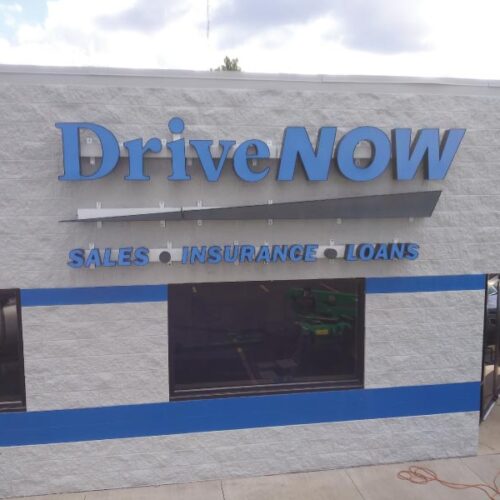 DriveNOW
SALES • INSURANCE • LOANS